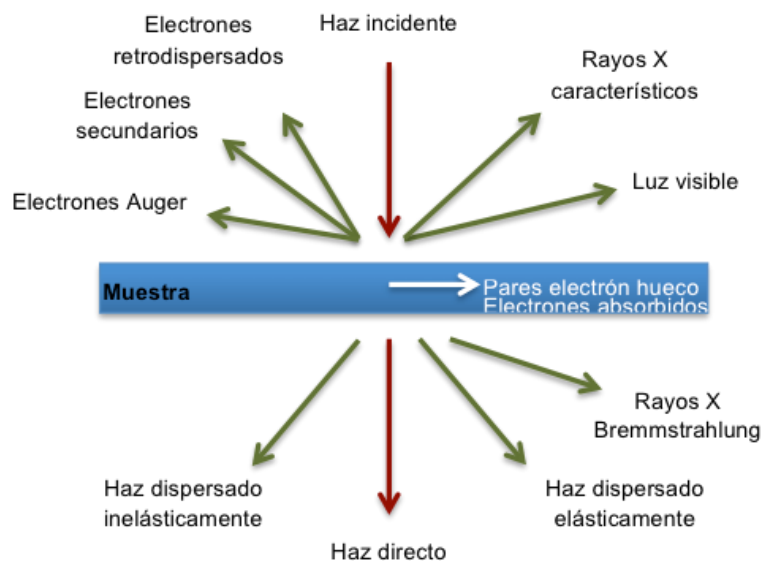 Electrones
retrodispersados
Haz incidente
Rayos X
característicos
Electrones
secundarios
Luz visible
Electrones Auger
Muestra
Pares electrón hueco
Electrones absorbidos
Rayos X
Bremmstrahlung
Haz dispersado
inelásticamente
Haz dispersado
elásticamente
Haz directo